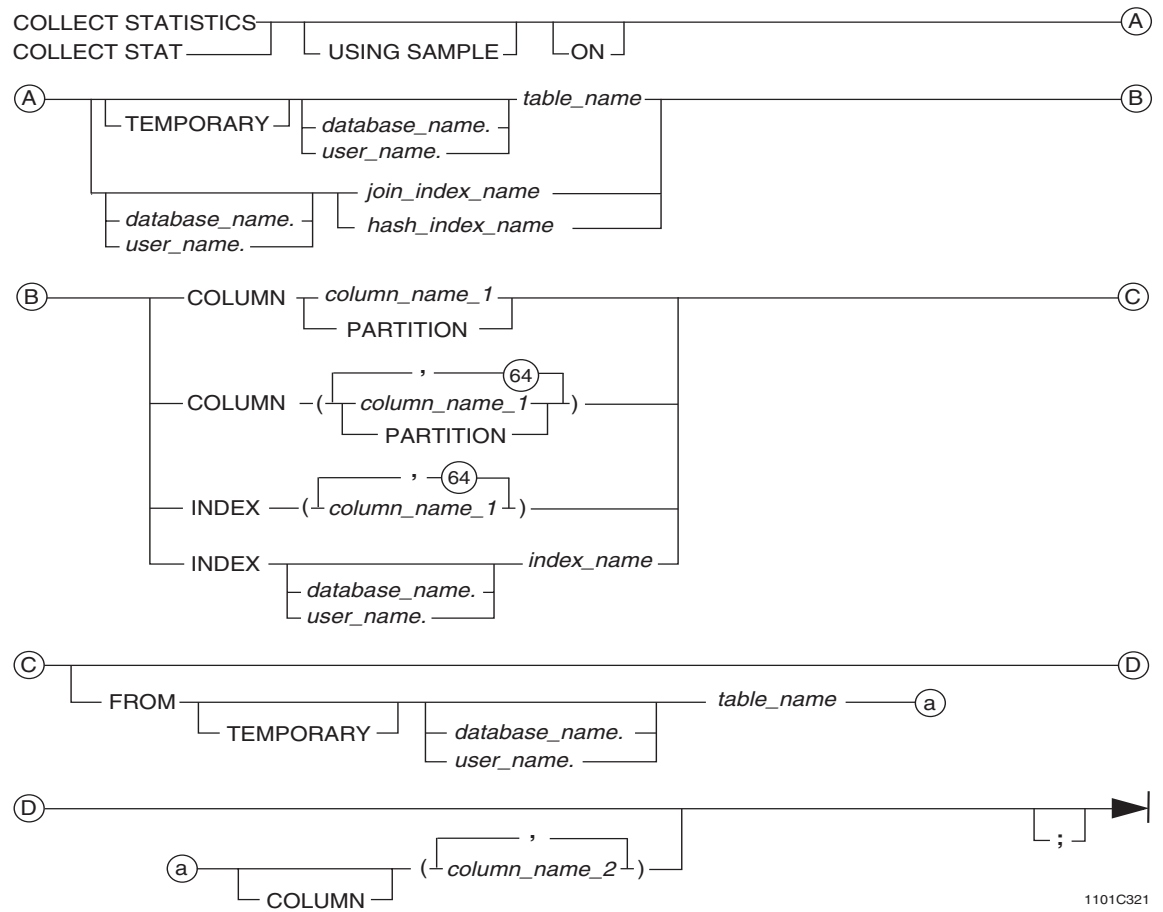 COLLECT STATISTICS A
COLLECT STAT USING SAMPLE ON
A table_name B
TEMPORARY database_name.
user_name.
join_index_name
database_name. hash_index_name
user_name.
B COLUMN column_name_1 C
PARTITION
, 64
COLUMN ( column_name_1 )
PARTITION
, 64
INDEX ( column_name_1 )
INDEX index_name
database_name.
user_name.
C D
FROM table_name a
TEMPORARY database_name.
user_name.
D
, ;
a ( column_name_2 )
COLUMN
1101C321